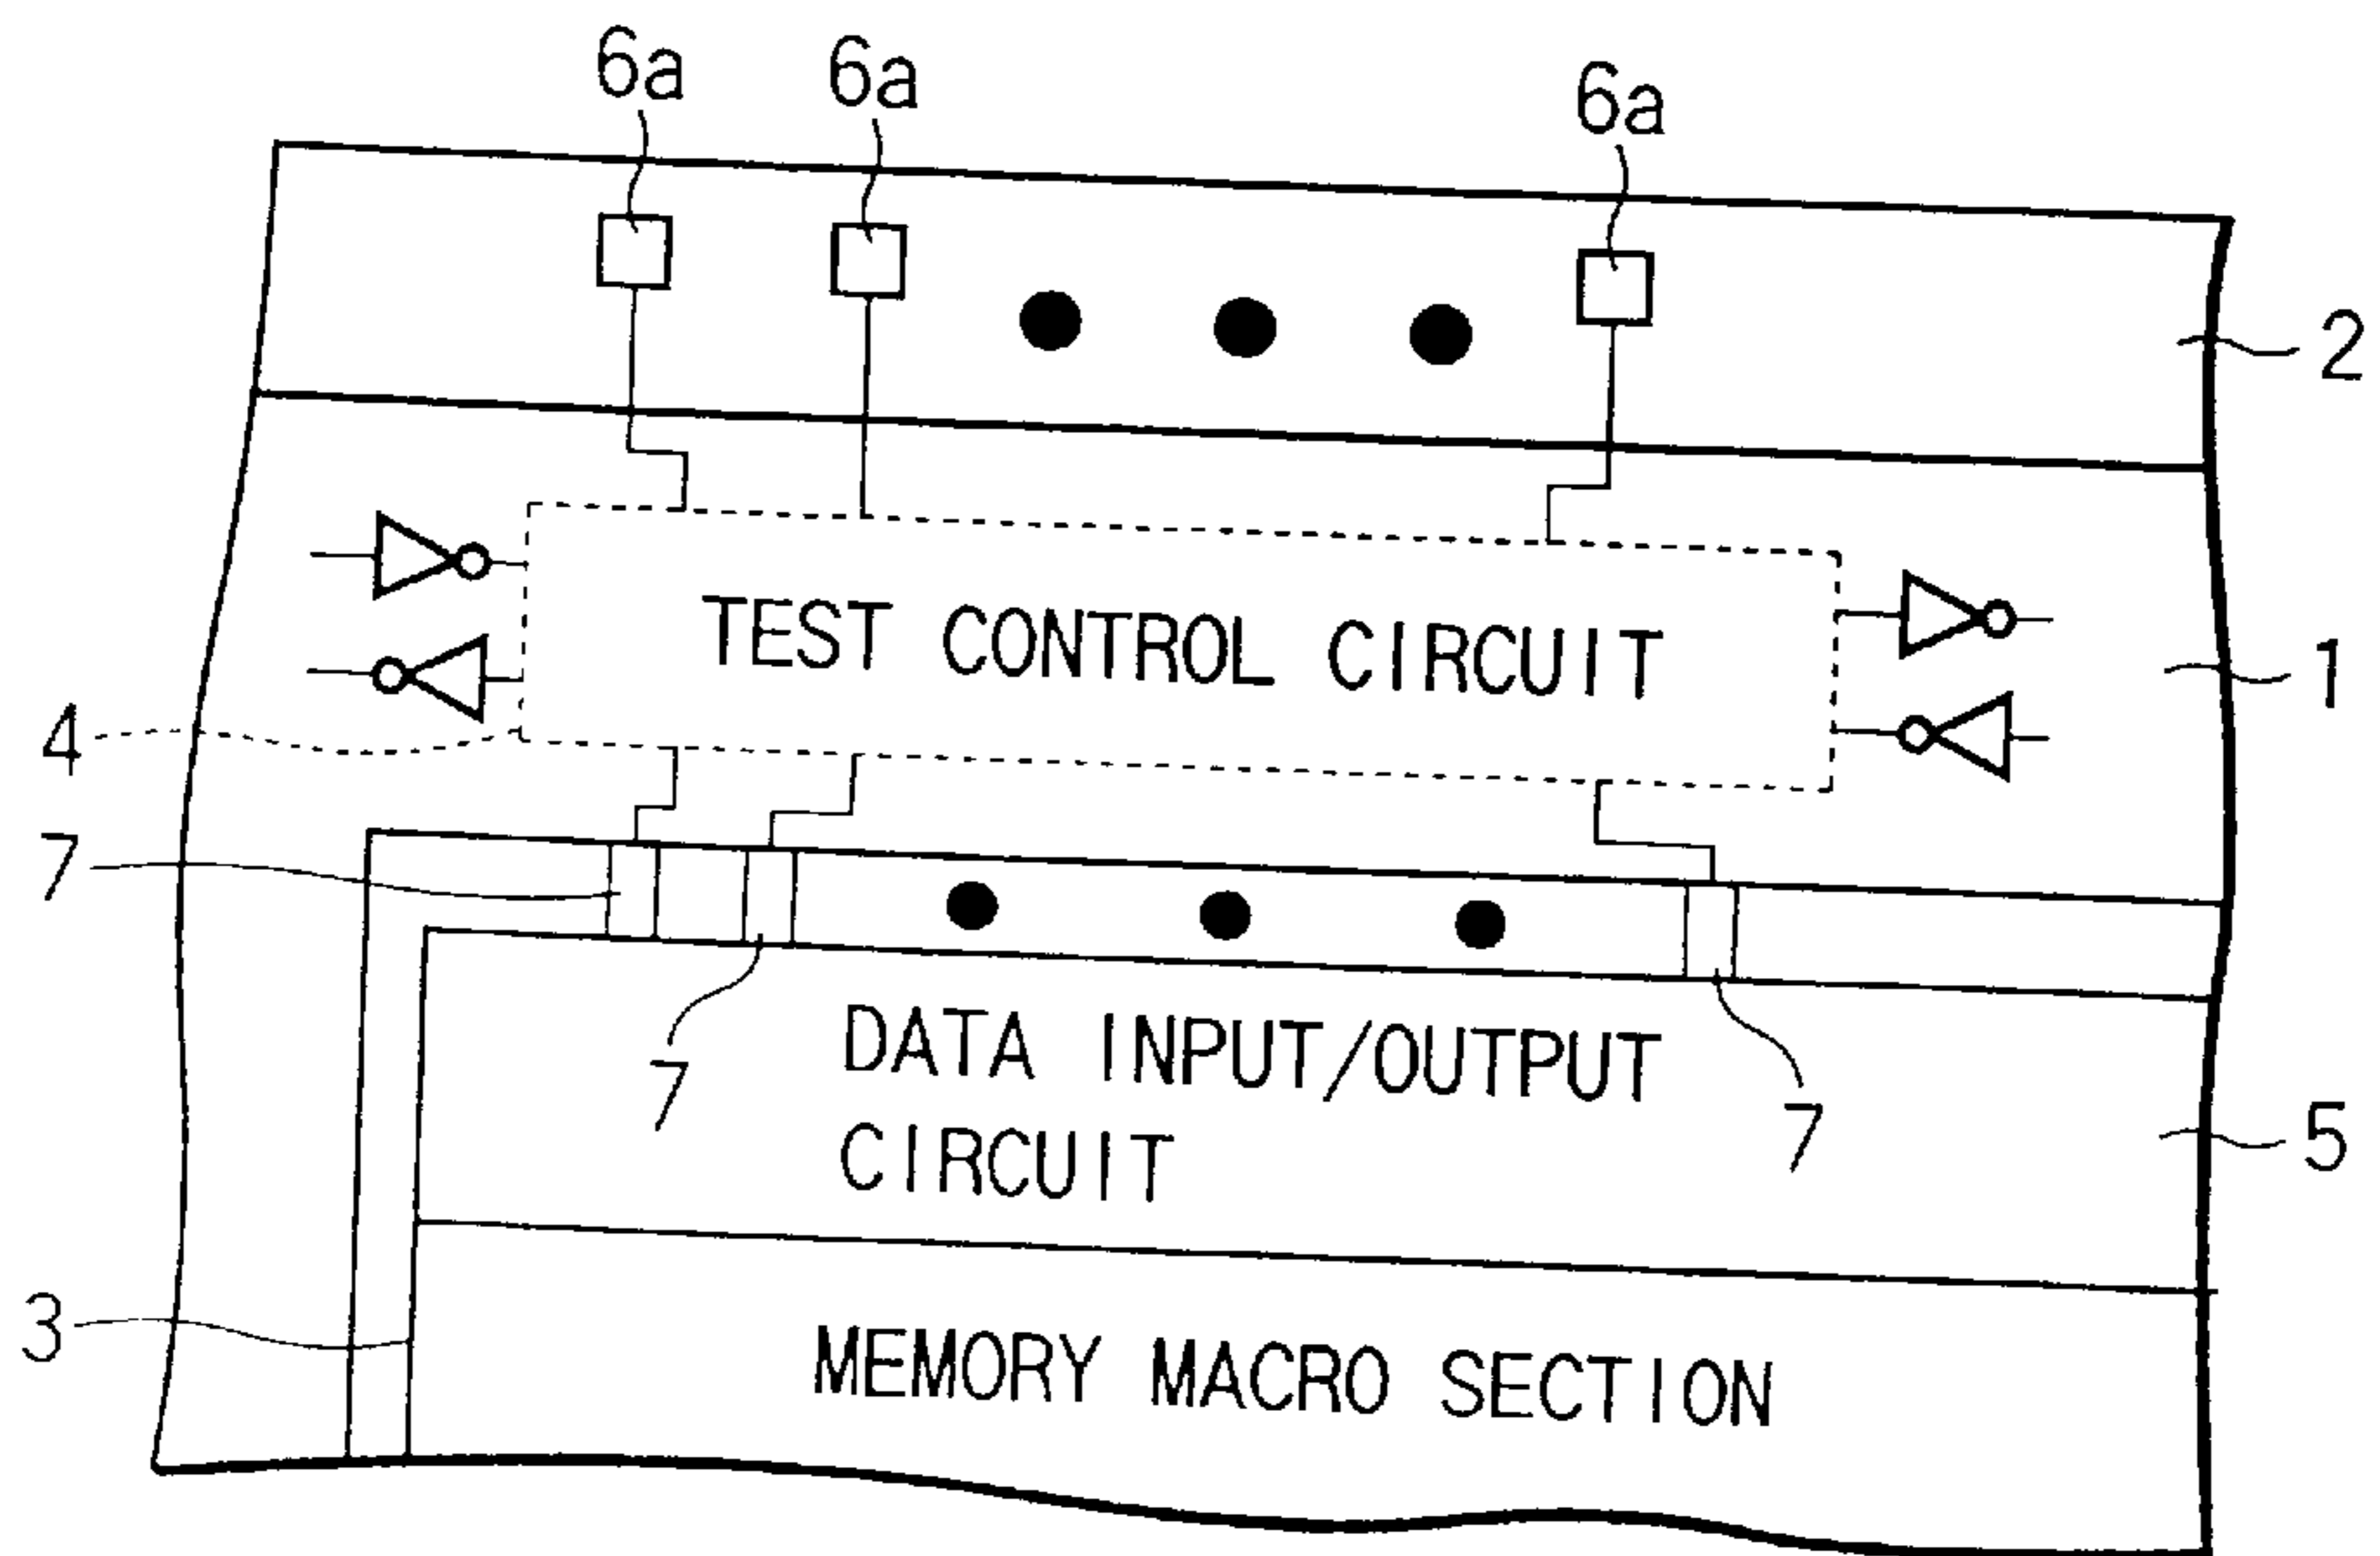 6a 6a 6a
2
TEST CONTROL CIRCUIT
1
4
7
DATA INPUT/OUTPUT
7
7
CIRCUIT
5
3
MEMORY MACRO SECTION